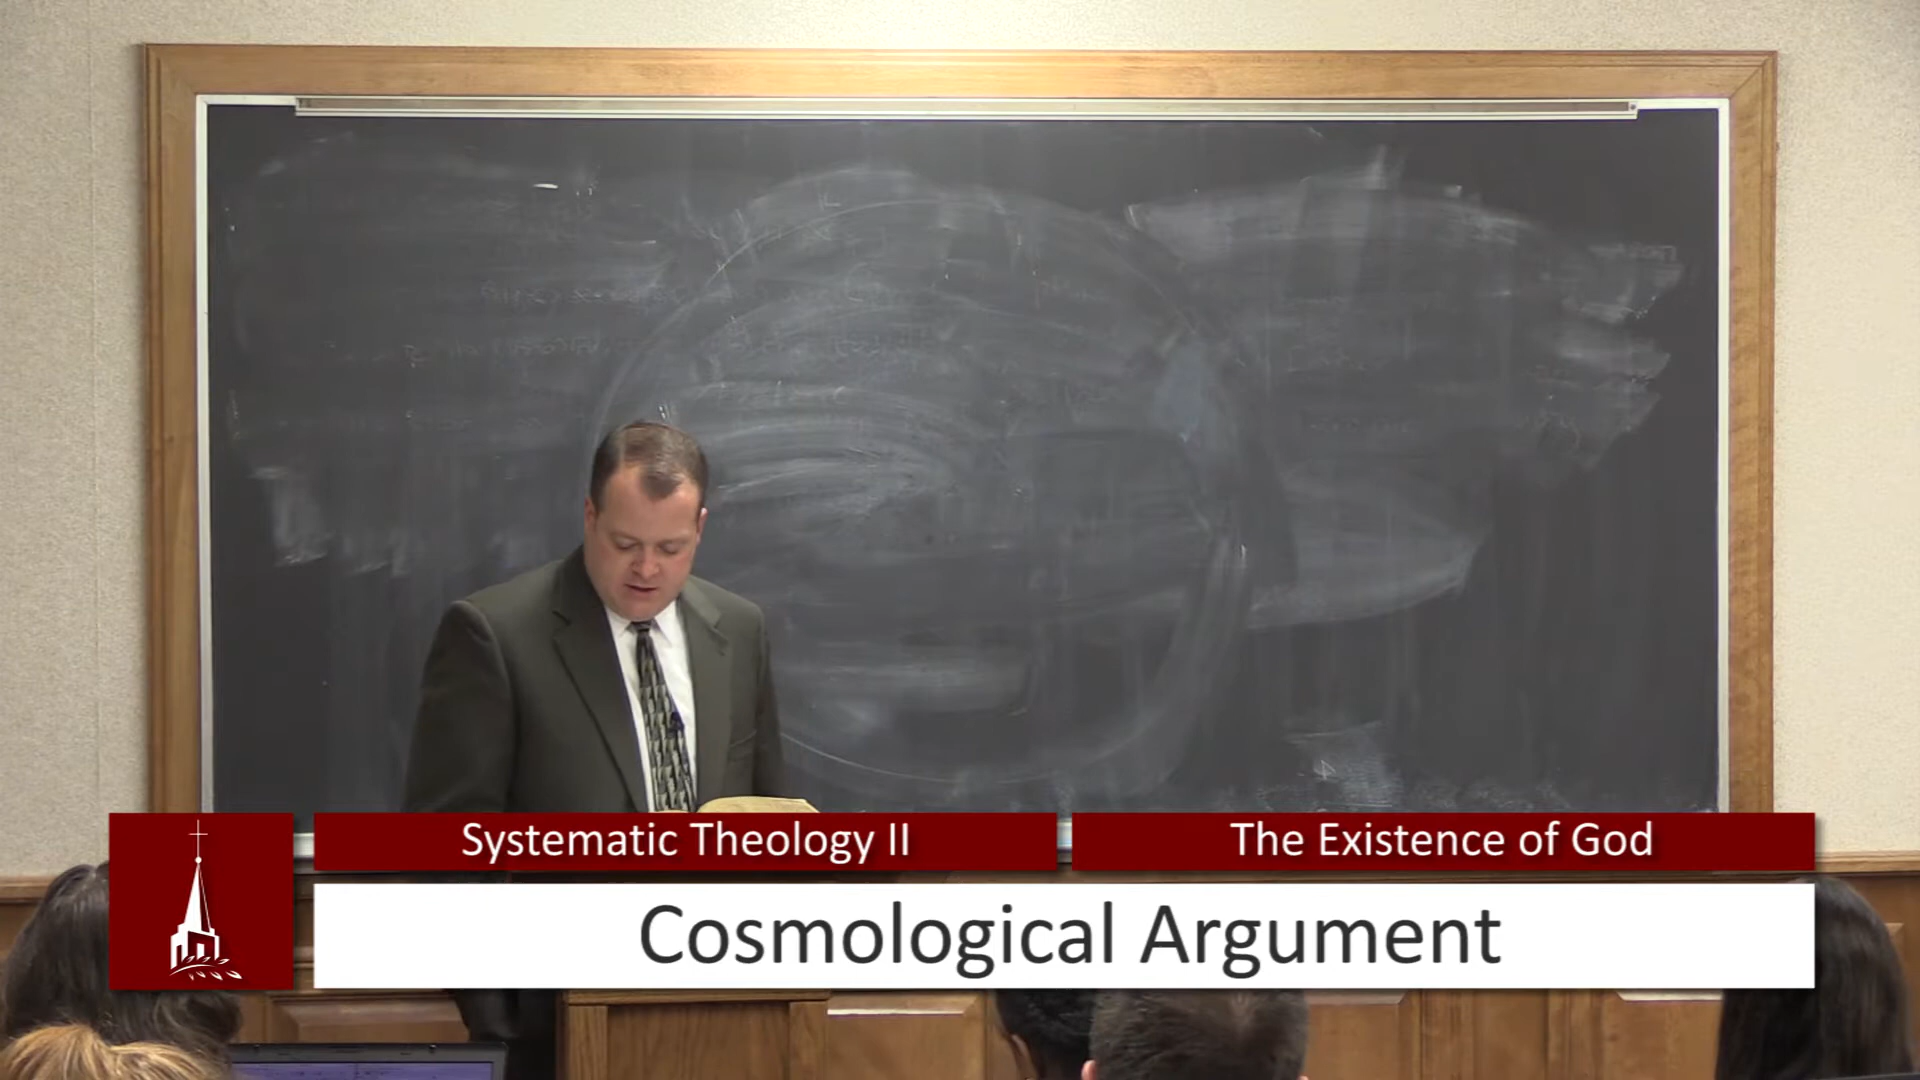 Systematic Theology II
The Existence of God
Cosmological Argument